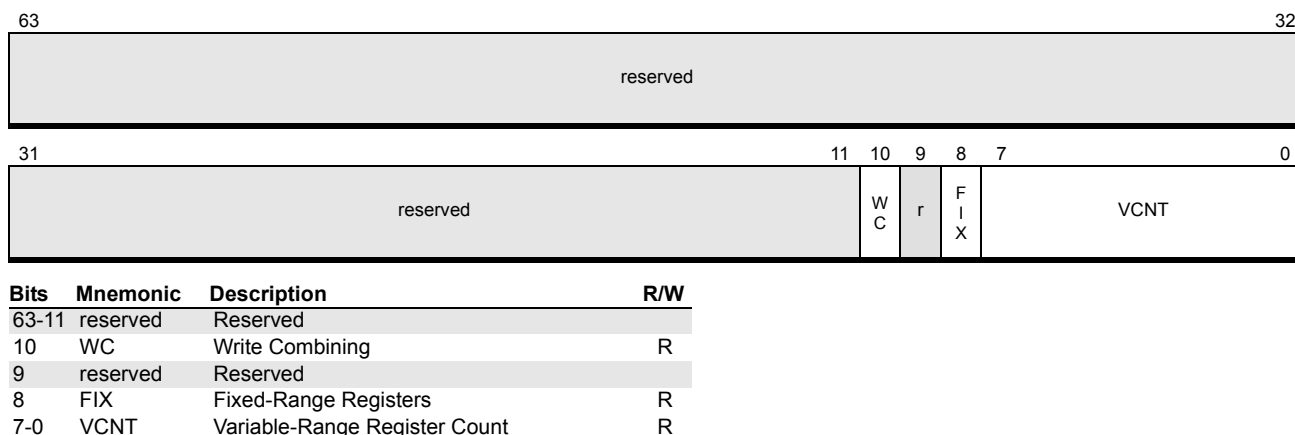 63 32
reserved
31 11 10 9 8 7 0
reserved WC r FIX VCNT
Bits Mnemonic Description R/W
63-11 reserved Reserved
10 WC Write Combining R
9 reserved Reserved
8 FIX Fixed-Range Registers R
7-0 VCNT Variable-Range Register Count R